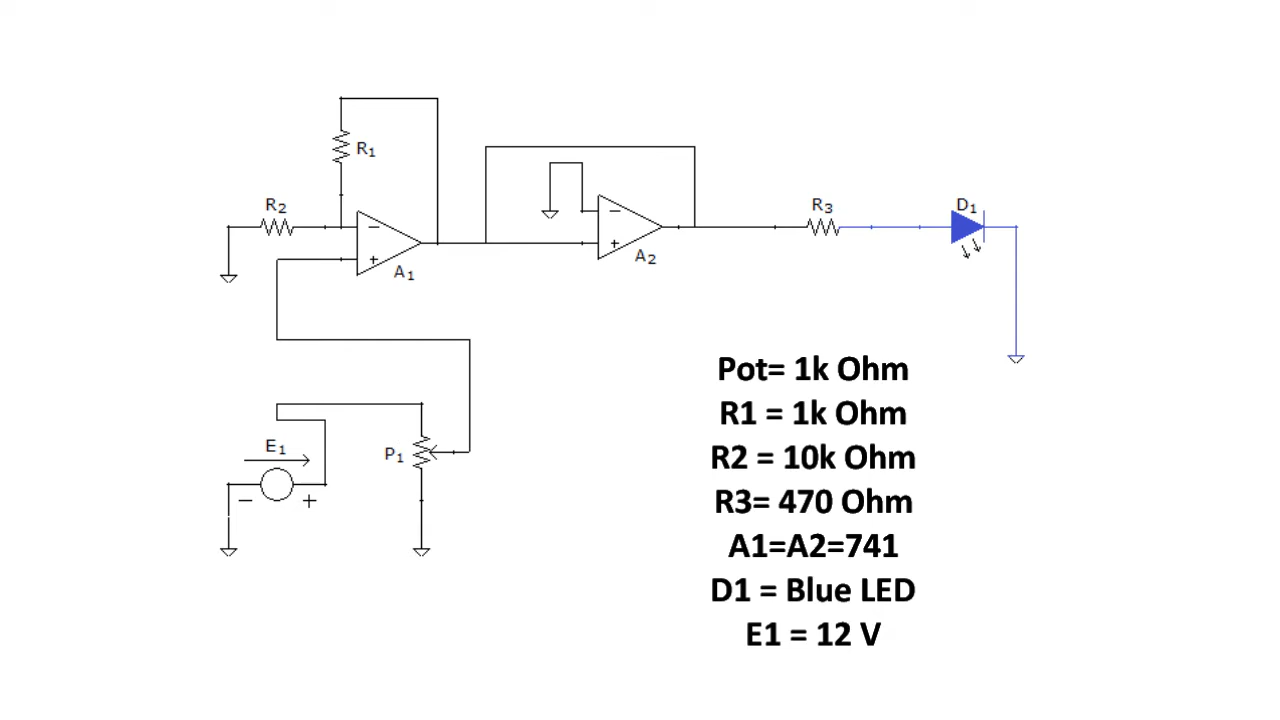 R1
R2
−
+
A1
−
+
A2
R3
D1
E1
−
+
P1
Pot= 1k Ohm
R1 = 1k Ohm
R2 = 10k Ohm
R3= 470 Ohm
A1=A2=741
D1 = Blue LED
E1 = 12 V